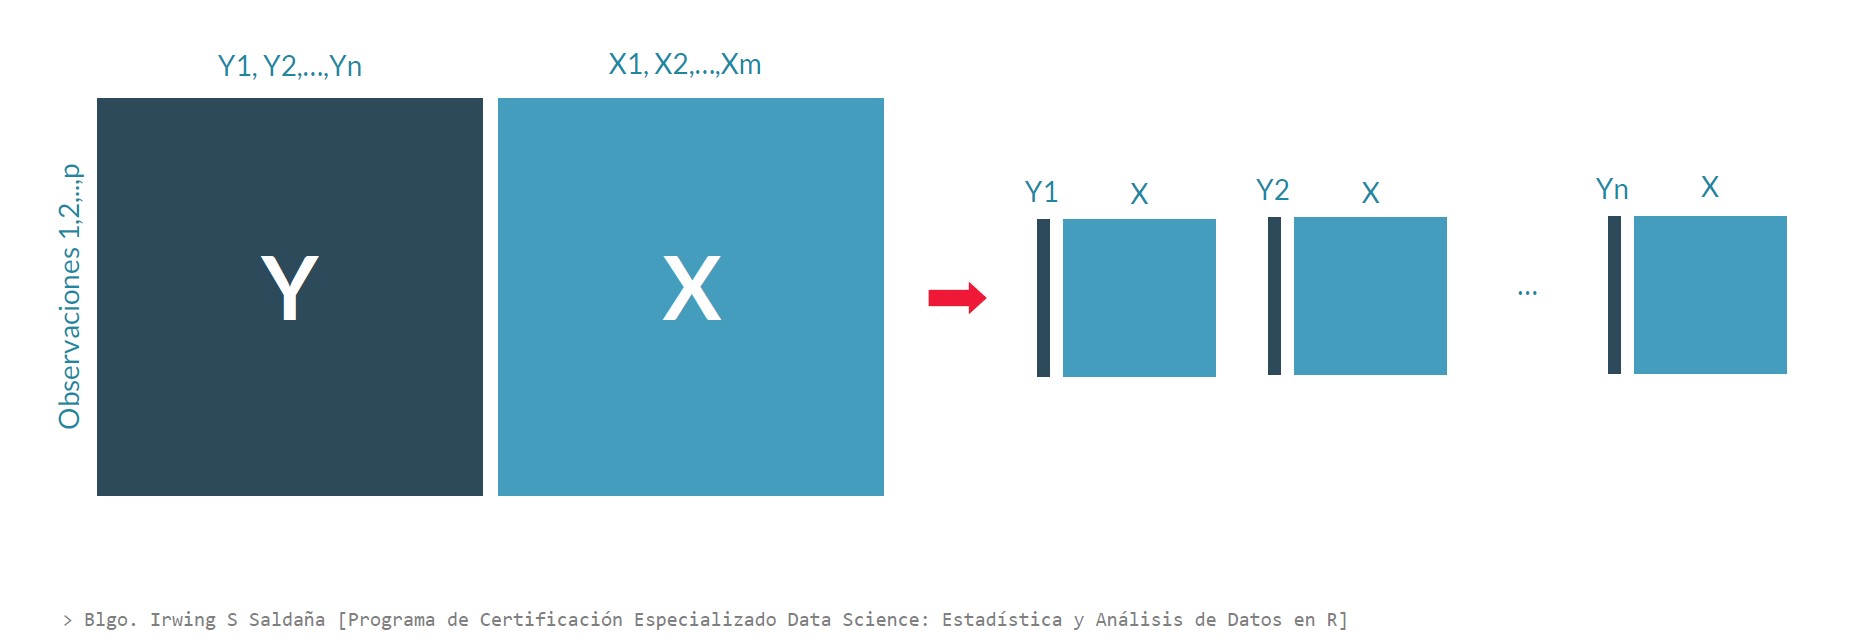 Y1, Y2,...,Yn
X1, X2,...,Xm
Observaciones 1,2,..,p
Y
X
Y1
X
Y2
X
...
Yn
X
> Blgo. Irwing S Saldaña [Programa de Certificación Especializado Data Science: Estadística y Análisis de Datos en R]